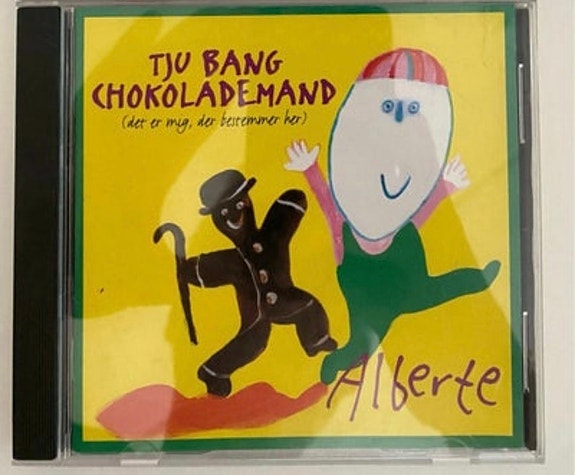 TJU BANG
CHOKOLADEMAND
(det er mig, der bestemmer her)
Alberte